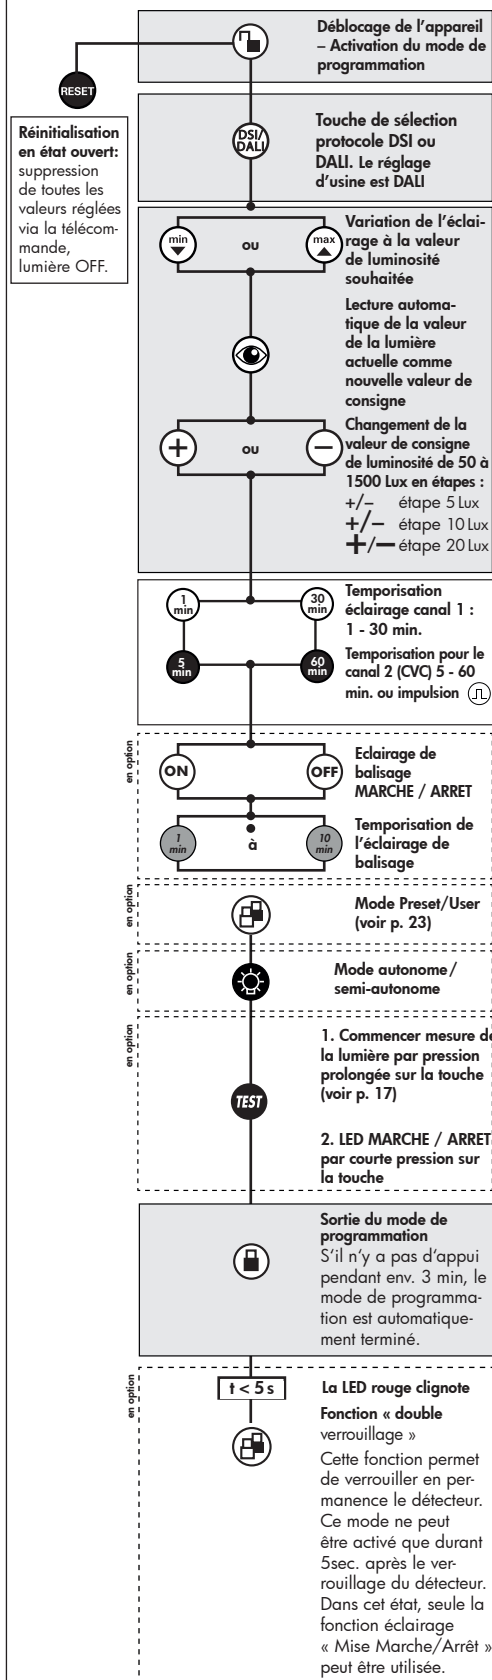 Déblocage de l'appareil
– Activation du mode de
programmation
RESET
Réinitialisation
en état ouvert:
suppression
de toutes les
valeurs réglées
via la télécom-
mande,
lumière OFF.
DSI/
DALI
Touche de sélection
protocole DSI ou
DALI. Le réglage
d'usine est DALI
min
ou
max
Variation de l'éclai-
rage à la valeur
de luminosité
souhaitée
Lecture automa-
tique de la valeur
de la lumière
actuelle comme
nouvelle valeur de
consigne
+
ou
–
Changement de la
valeur de consigne
de luminosité de 50 à
1500 Lux en étapes :
+/– étape 5 Lux
+/– étape 10 Lux
+/– étape 20 Lux
1
min
30
min
Temporisation
éclairage canal 1 :
1 - 30 min.
5
min
60
min
Temporisation pour le
canal 2 (CVC) 5 - 60
min. ou impulsion
en option
ON
OFF
Eclairage de
balisage
MARCHE / ARRET
1
min
à
10
min
Temporisation de
l'éclairage de
balisage
en option
Mode Preset/User
(voir p. 23)
en option
Mode autonome/
semi-autonome
en option
TEST
1. Commencer mesure de
la lumière par pression
prolongée sur la touche
(voir p. 17)
2. LED MARCHE / ARRET
par courte pression sur
la touche
Sortie du mode de
programmation
S'il n'y a pas d'appui
pendant env. 3 min, le
mode de programma-
tion est automatique-
ment terminé.
en option
t < 5 s
La LED rouge clignote
Fonction « double
verrouillage »
Cette fonction permet
de verrouiller en per-
manence le détecteur.
Ce mode ne peut
être activé que durant
5sec. après le ver-
rouillage du détecteur.
Dans cet état, seule la
fonction éclairage
« Mise Marche/Arrêt »
peut être utilisée.